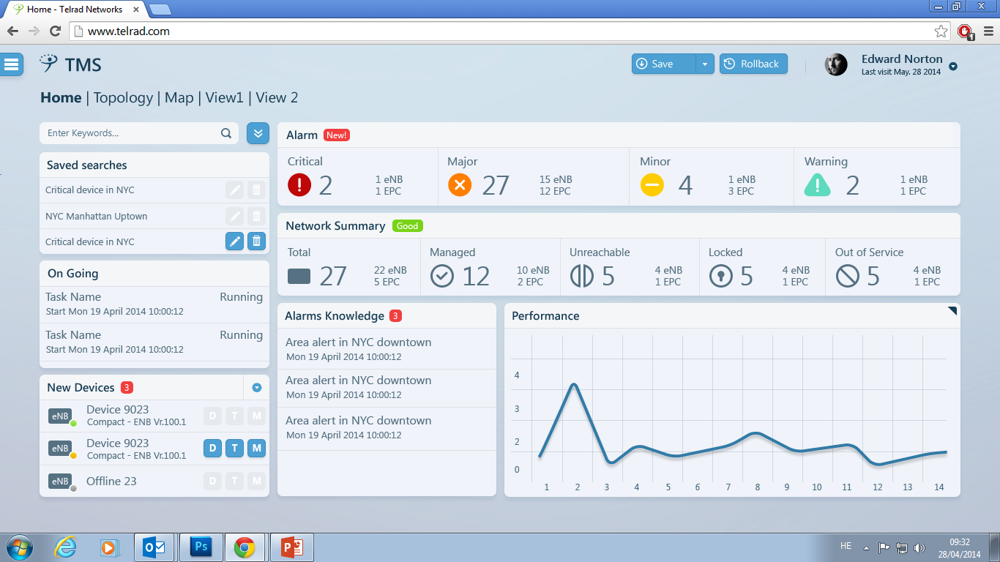 Home - Telrad Networks
www.telrad.com
1
TMS
Save
Rollback
Edward Norton
Last visit May. 28 2014
Home | Topology | Map | View1 | View 2
Enter Keywords...
Saved searches
Critical device in NYC
NYC Manhattan Uptown
Critical device in NYC
On Going
Task Name Running
Start Mon 19 April 2014 10:00:12
Task Name Running
Start Mon 19 April 2014 10:00:12
New Devices 3
eNB Device 9023 D T M
Compact - ENB Vr.100.1
eNB Device 9023 D T M
Compact - ENB Vr.100.1
eNB Offline 23 D T M
Alarm New!
Critical
2
1 eNB
1 EPC
Major
27
15 eNB
12 EPC
Minor
4
1 eNB
3 EPC
Warning
2
1 eNB
1 EPC
Network Summary Good
Total
27
22 eNB
5 EPC
Managed
12
10 eNB
2 EPC
Unreachable
5
4 eNB
1 EPC
Locked
5
4 eNB
1 EPC
Out of Service
5
4 eNB
1 EPC
Alarms Knowledge 3
Area alert in NYC downtown
Mon 19 April 2014 10:00:12
Area alert in NYC downtown
Mon 19 April 2014 10:00:12
Area alert in NYC downtown
Mon 19 April 2014 10:00:12
Performance
4
3
2
0
1 2 3 4 5 6 7 8 9 10 11 12 13 14
Ps
HE
09:32
28/04/2014